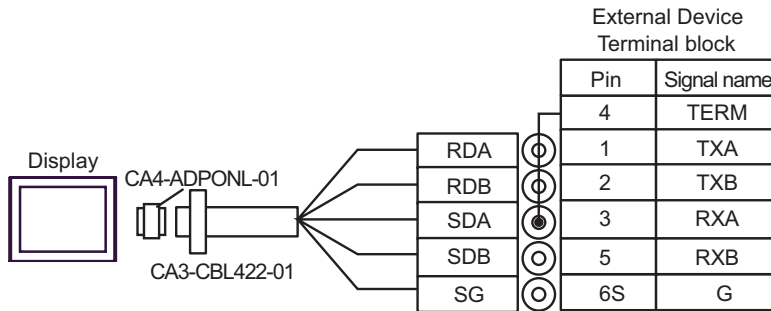 External Device
Terminal block
Pin Signal name
4 TERM
RDA 1 TXA
RDB 2 TXB
SDA 3 RXA
SDB 5 RXB
SG 6S G
Display
CA4-ADPONL-01
CA3-CBL422-01